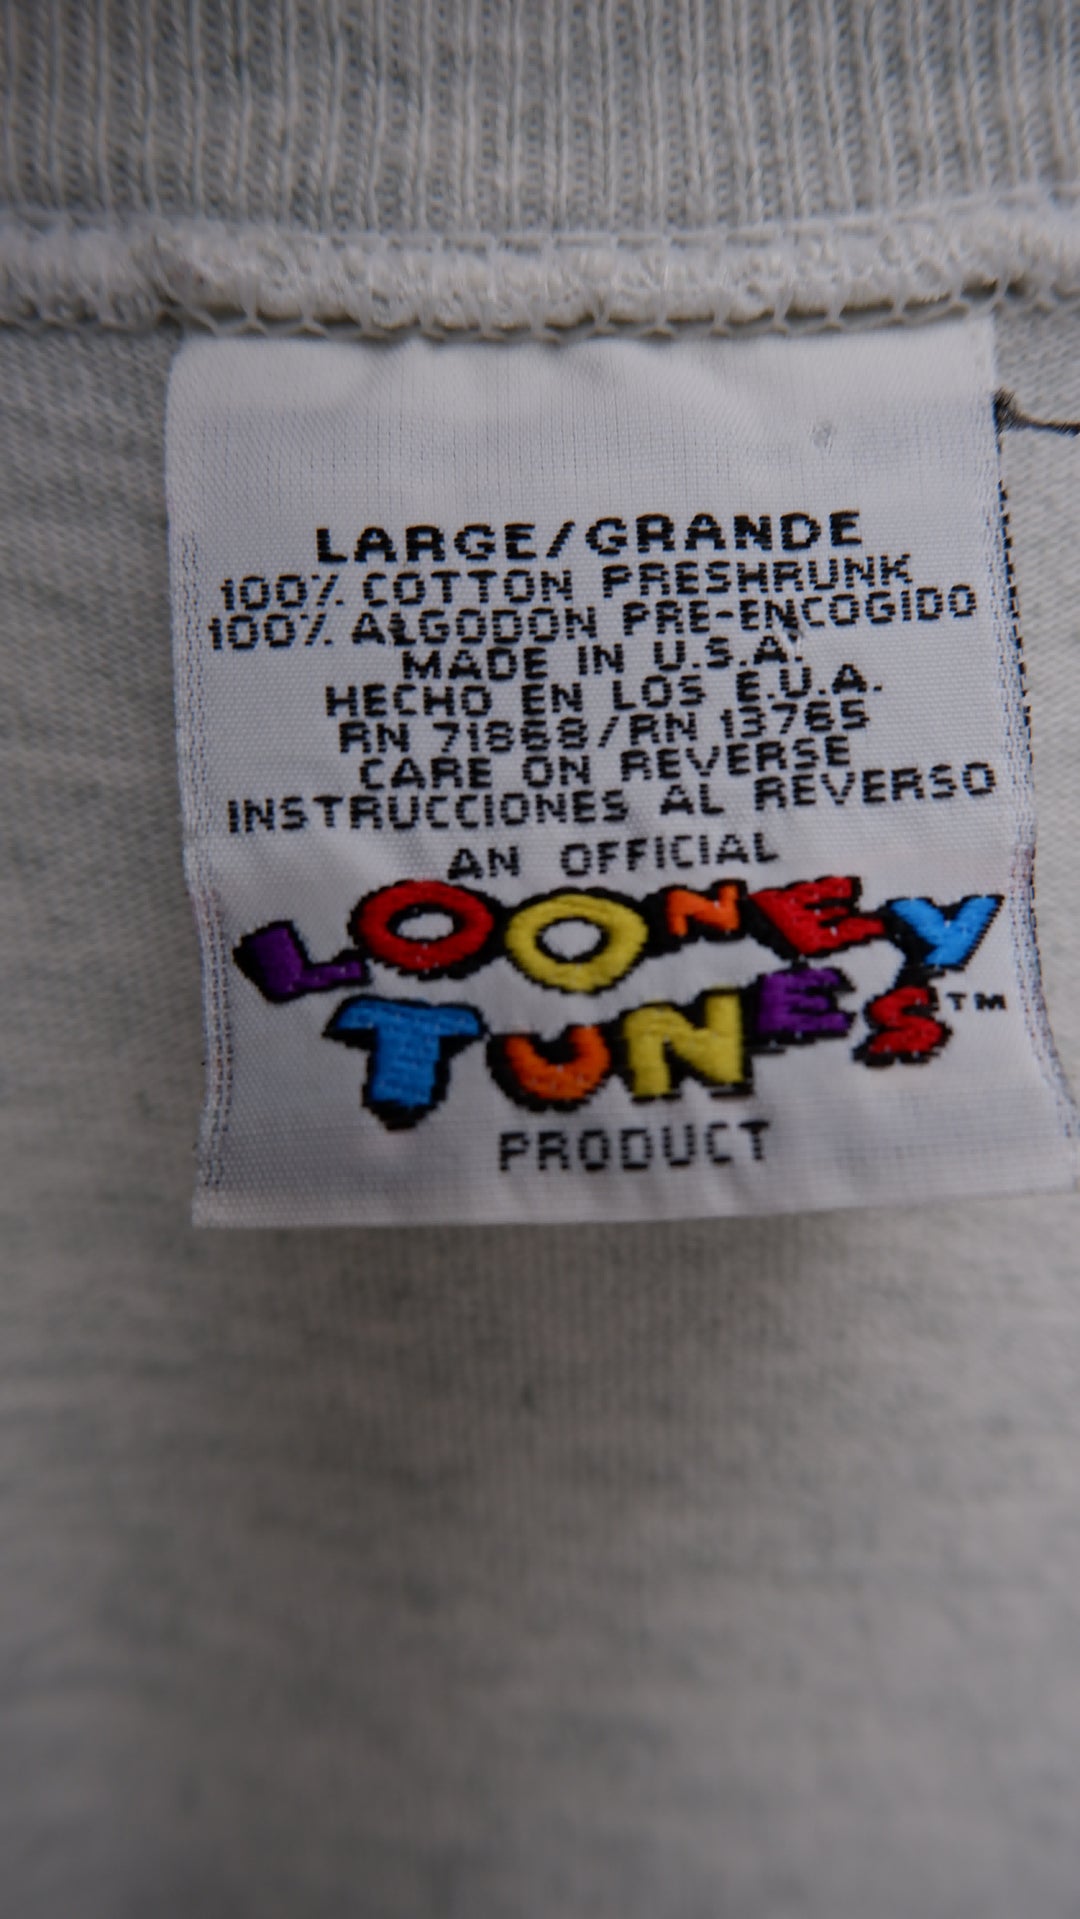 LARGE/GRANDE
100% COTTON PRESHRUNK
100% ALGODON PRE-ENCOGIDO
MADE IN U.S.A.
HECHO EN LOS E.U.A.
RN 71868/RN 13765
CARE ON REVERSE
INSTRUCCIONES AL REVERSO
AN OFFICIAL
LOONEY
TUNES™
PRODUCT